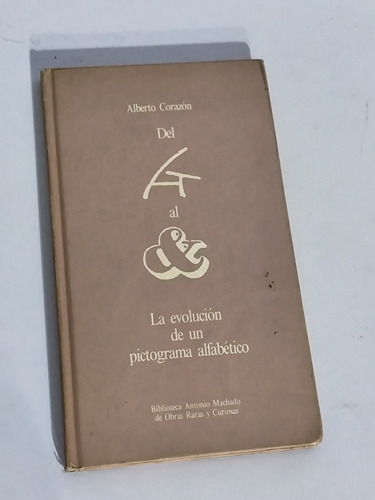 Alberto Corazón
Del
al
&
La evolución
de un
pictograma alfabético
Biblioteca Antonio Machado
de Obras Raras y Curiosas